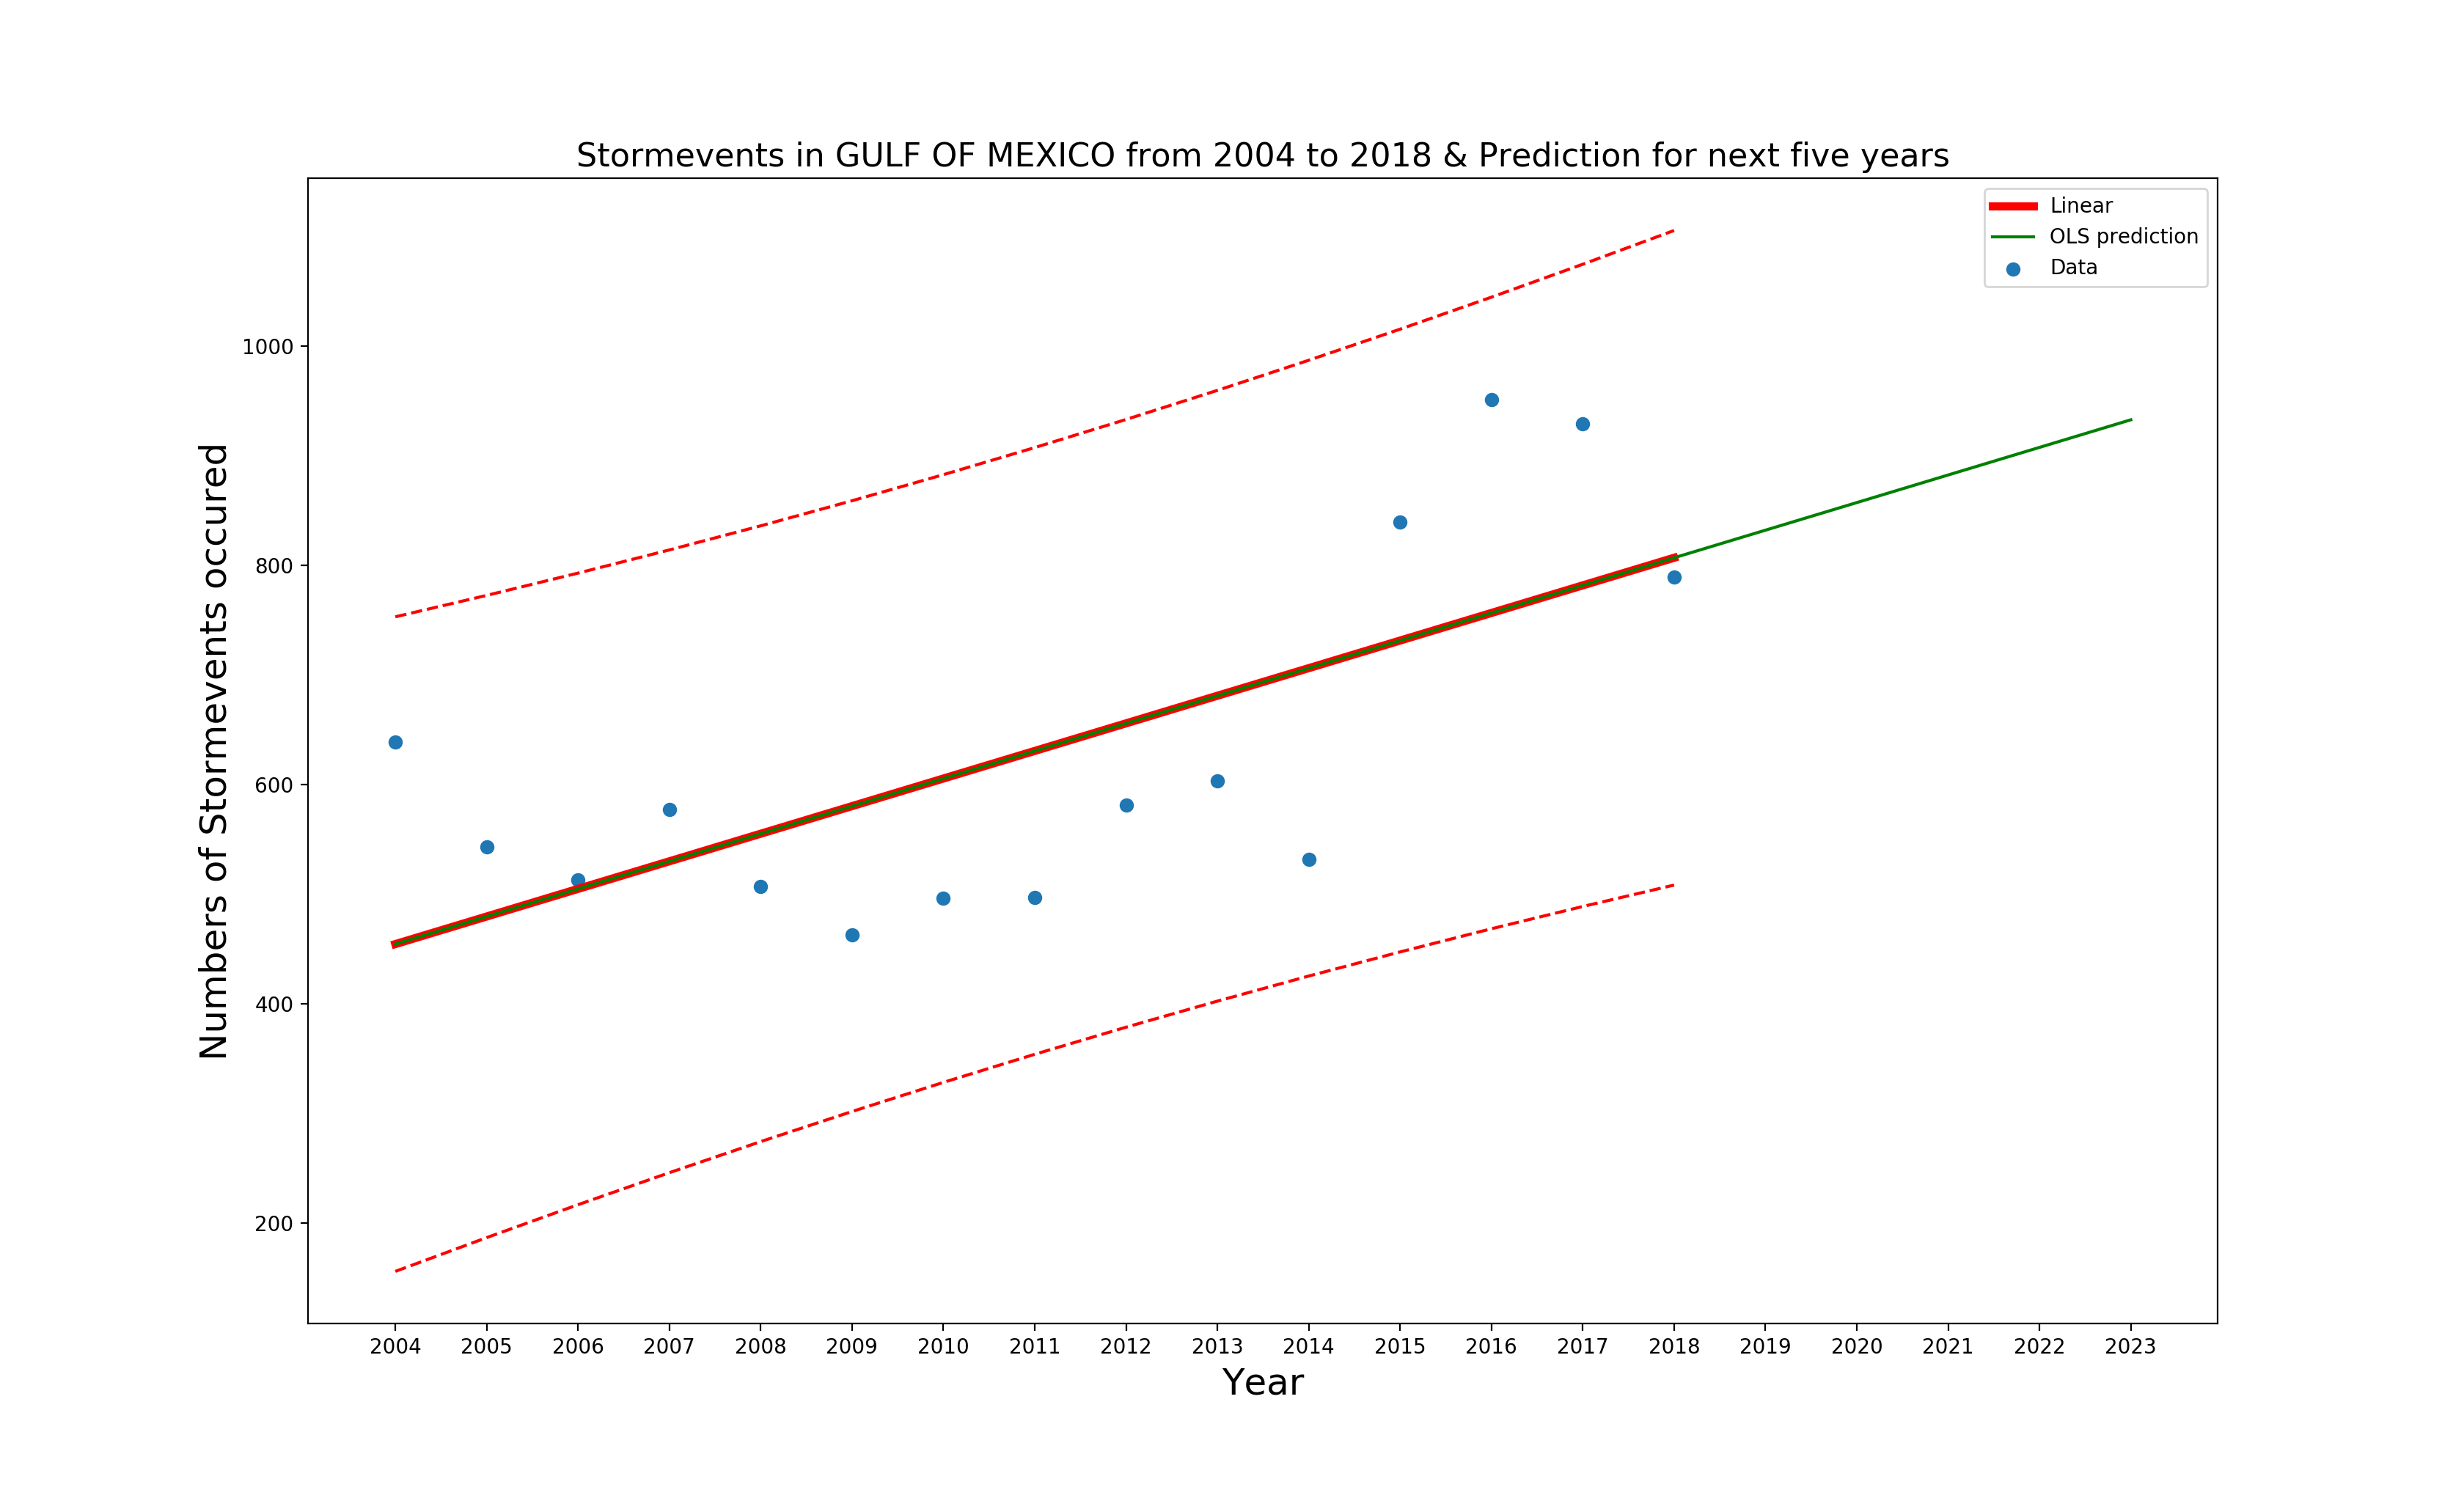 Stormevents in GULF OF MEXICO from 2004 to 2018 & Prediction for next five years
Linear
OLS prediction
Data
Numbers of Stormevents occured
1000
800
600
400
200
2004 2005 2006 2007 2008 2009 2010 2011 2012 2013 2014 2015 2016 2017 2018 2019 2020 2021 2022 2023
Year